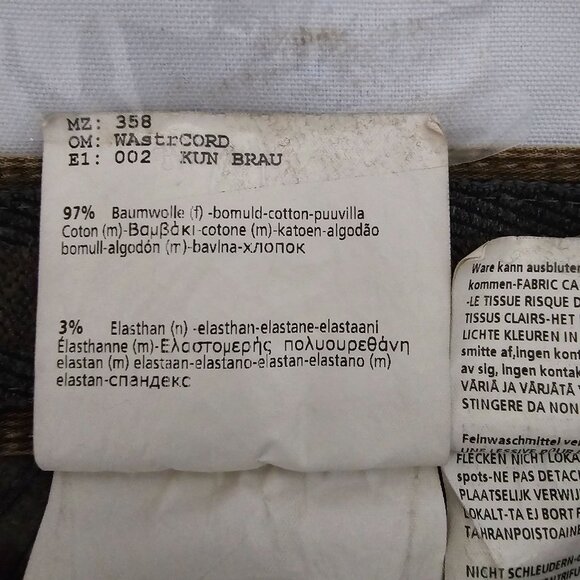 MZ: 358
OM: WAstrCORD
E1: 002 KUN BRAU
97% Baumwolle (f) -bomuld-cotton-puuvilla
Coton (m)-Βαμβάκι-cotone (m)-katoen-algodão
bomull-algodón (m)-bavlna-хлопок
3% Elasthan (n) -elasthan-elastane-elastaani
Élasthanne (m)-Ελαστομερής πολυουρεθάνη
elastan (m) elastaan-elastano-elastan-elastano (m)
elastan-спандекс
Ware kann ausbluten
kommen-FABRIC CA
-LE TISSUE RISQUE D
TISSUS CLAIRS-HET
LICHTE KLEUREN IN
smitte af,Ingen kont
av sig, Ingen kontak
VÄRIÄ JA VÄRJÄTÄ
STINGERE DA NON
Feinwaschmittel ver
FLECKEN NICHT LOKA
spots-NE PAS DETAC
PLAATSELIJK VERWIJ
LOKALT-TA EJ BORT F
TAHRANPOISTOAINE
NICHT SCHLEUDERN-